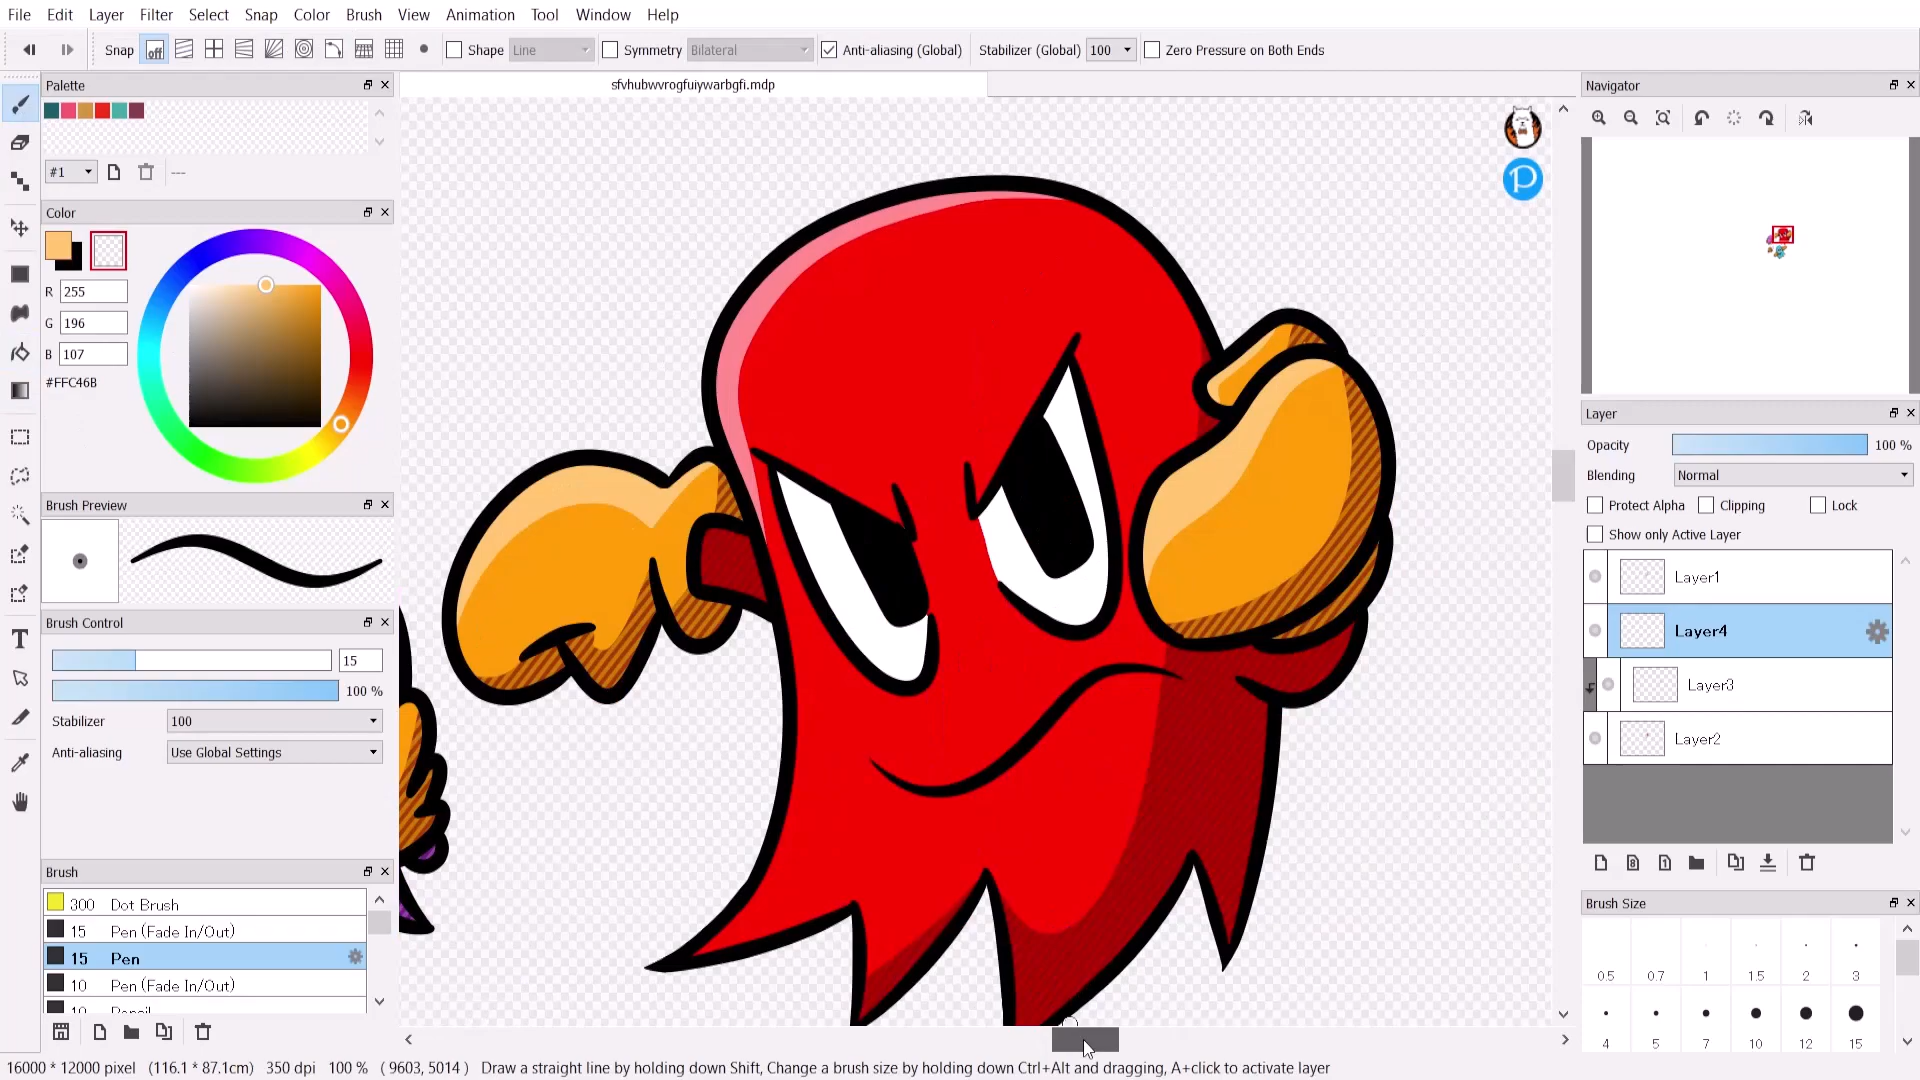 File Edit Layer Filter Select Snap Color Brush View Animation Tool Window Help
Snap off Shape Line Symmetry Bilateral Anti-aliasing (Global) Stabilizer (Global) 100 Zero Pressure on Both Ends
Palette
sfvhubwvrogfuiywarbgfi.mdp
Navigator
#1
---
Color
R 255
G 196
B 107
#FFC46B
Brush Preview
Brush Control
15
100 %
Stabilizer 100
Anti-aliasing Use Global Settings
Brush
300 Dot Brush
15 Pen (Fade In/Out)
15 Pen
10 Pen (Fade In/Out)
10 Pencil
Layer
Opacity 100 %
Blending Normal
Protect Alpha Clipping Lock
Show only Active Layer
Layer1
Layer4
Layer3
Layer2
Brush Size
0.5 0.7 1 1.5 2 3
4 5 7 10 12 15
16000 * 12000 pixel (116.1 * 87.1cm) 350 dpi 100 % ( 9603, 5014 ) Draw a straight line by holding down Shift, Change a brush size by holding down Ctrl+Alt and dragging, A+click to activate layer